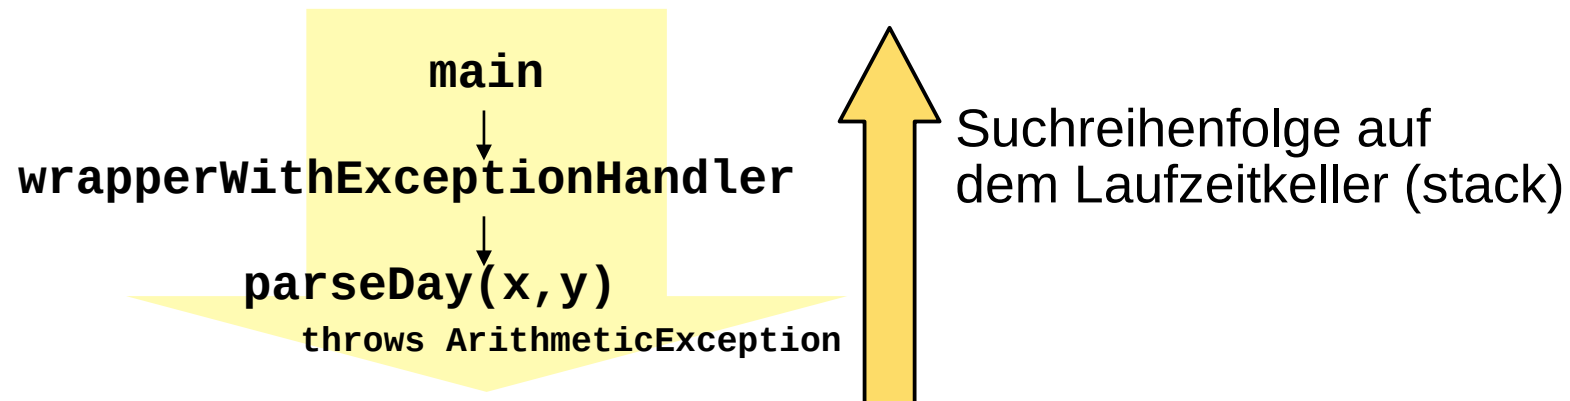 main
wrapperWithExceptionHandler
parseDay(x,y)
throws ArithmeticException
Suchreihenfolge auf
dem Laufzeitkeller (stack)